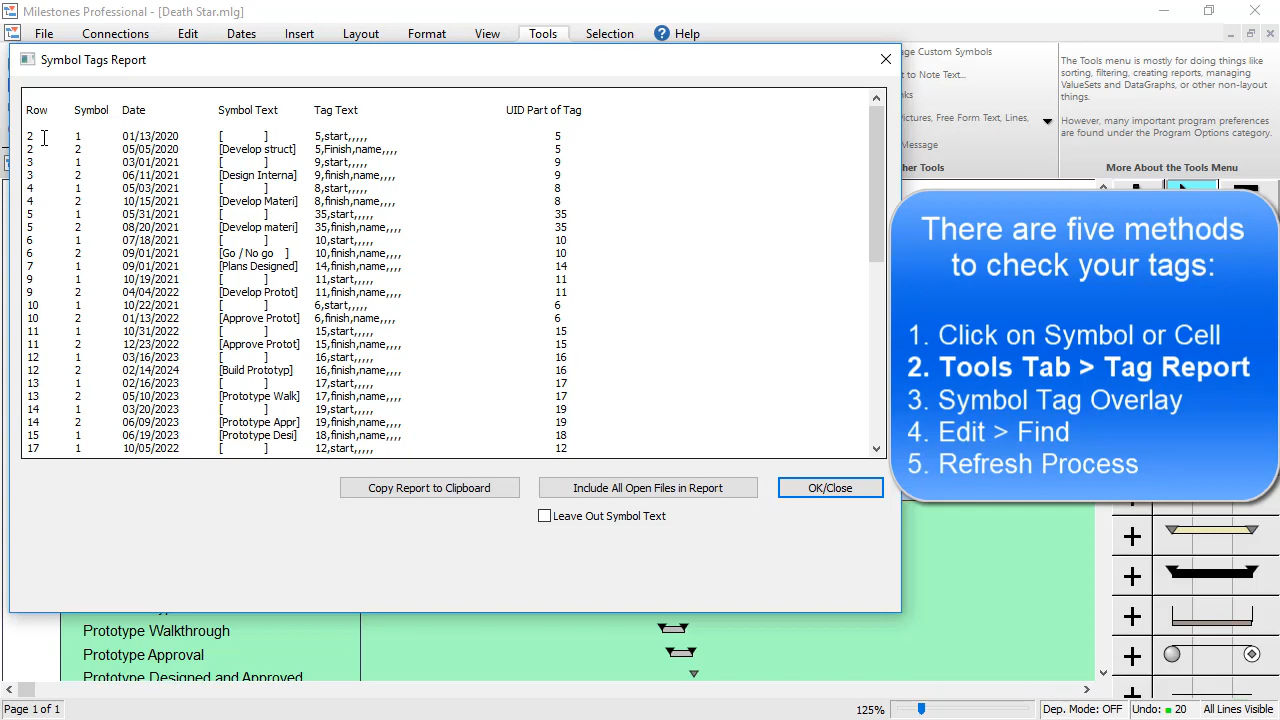 Milestones Professional - [Death Star.mlg]
File Connections Edit Dates Insert Layout Format View Tools Selection Help
Symbol Tags Report
Row Symbol Date Symbol Text Tag Text UID Part of Tag
2 1 01/13/2020 [ ] 5,start,,,,, 5
2 2 05/05/2020 [Develop struct] 5,Finish,name,,,, 5
3 1 03/01/2021 [ ] 9,start,,,,, 9
3 2 06/11/2021 [Design Interna] 9,finish,name,,,, 9
4 1 05/03/2021 [ ] 8,start,,,,, 8
4 2 10/15/2021 [Develop Materi] 8,finish,name,,,, 8
5 1 05/31/2021 [ ] 35,start,,,,, 35
5 2 08/20/2021 [Develop materi] 35,finish,name,,,, 35
6 1 07/18/2021 [ ] 10,start,,,,, 10
6 2 09/01/2021 [Go / No go ] 10,finish,name,,,, 10
7 1 09/01/2021 [Plans Designed] 14,finish,name,,,, 14
9 1 10/19/2021 [ ] 11,start,,,,, 11
9 2 04/04/2022 [Develop Protot] 11,finish,name,,,, 11
10 1 10/22/2021 [ ] 6,start,,,,, 6
10 2 01/13/2022 [Approve Protot] 6,finish,name,,,, 6
11 1 10/31/2022 [ ] 15,start,,,,, 15
11 2 12/23/2022 [Approve Protot] 15,finish,name,,,, 15
12 1 03/16/2023 [ ] 16,start,,,,, 16
12 2 02/14/2024 [Build Prototyp] 16,finish,name,,,, 16
13 1 02/16/2023 [ ] 17,start,,,,, 17
13 2 05/10/2023 [Prototype Walk] 17,finish,name,,,, 17
14 1 03/20/2023 [ ] 19,start,,,,, 19
14 2 06/09/2023 [Prototype Appr] 19,finish,name,,,, 19
15 1 06/19/2023 [Prototype Desi] 18,finish,name,,,, 18
17 1 10/05/2022 [ ] 12,start,,,,, 12
Copy Report to Clipboard Include All Open Files in Report OK/Close
Leave Out Symbol Text
Custom Symbols
to Note Text...
Pictures, Free Form Text, Lines,
Message
Tools
The Tools menu is mostly for doing things like
sorting, filtering, creating reports, managing
ValueSets and DataGraphs, or other non-layout
things.
However, many important program preferences
are found under the Program Options category.
More About the Tools Menu
There are five methods
to check your tags:
1. Click on Symbol or Cell
2. Tools Tab > Tag Report
3. Symbol Tag Overlay
4. Edit > Find
5. Refresh Process
Prototype Walkthrough
Prototype Approval
Prototype Designed and Approved
Page 1 of 1 125% Dep. Mode: OFF Undo: 20 All Lines Visible